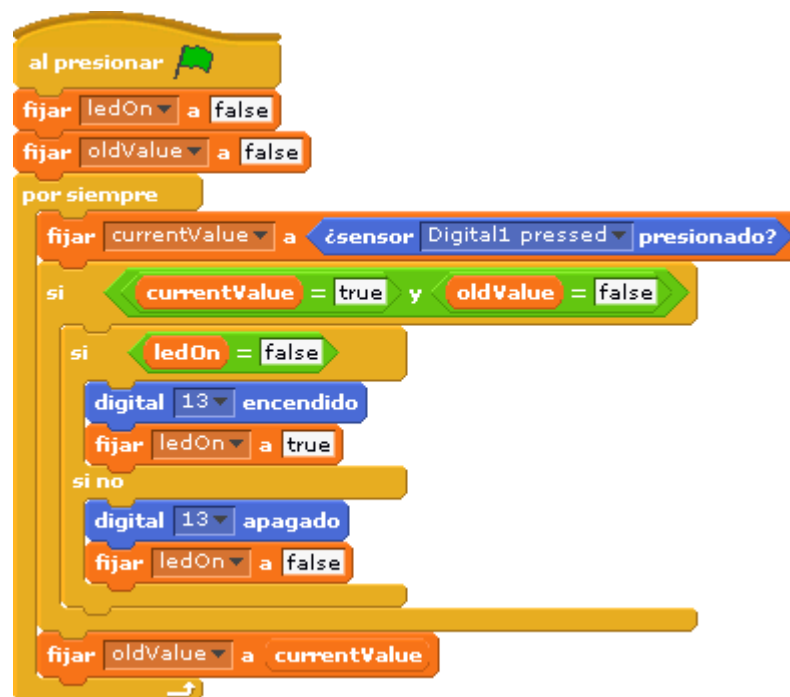 al presionar
fijar ledOn a false
fijar oldValue a false
por siempre
fijar currentValue a ¿sensor Digital1 pressed presionado?
si currentValue = true y oldValue = false
si ledOn = false
digital 13 encendido
fijar ledOn a true
si no
digital 13 apagado
fijar ledOn a false
fijar oldValue a currentValue